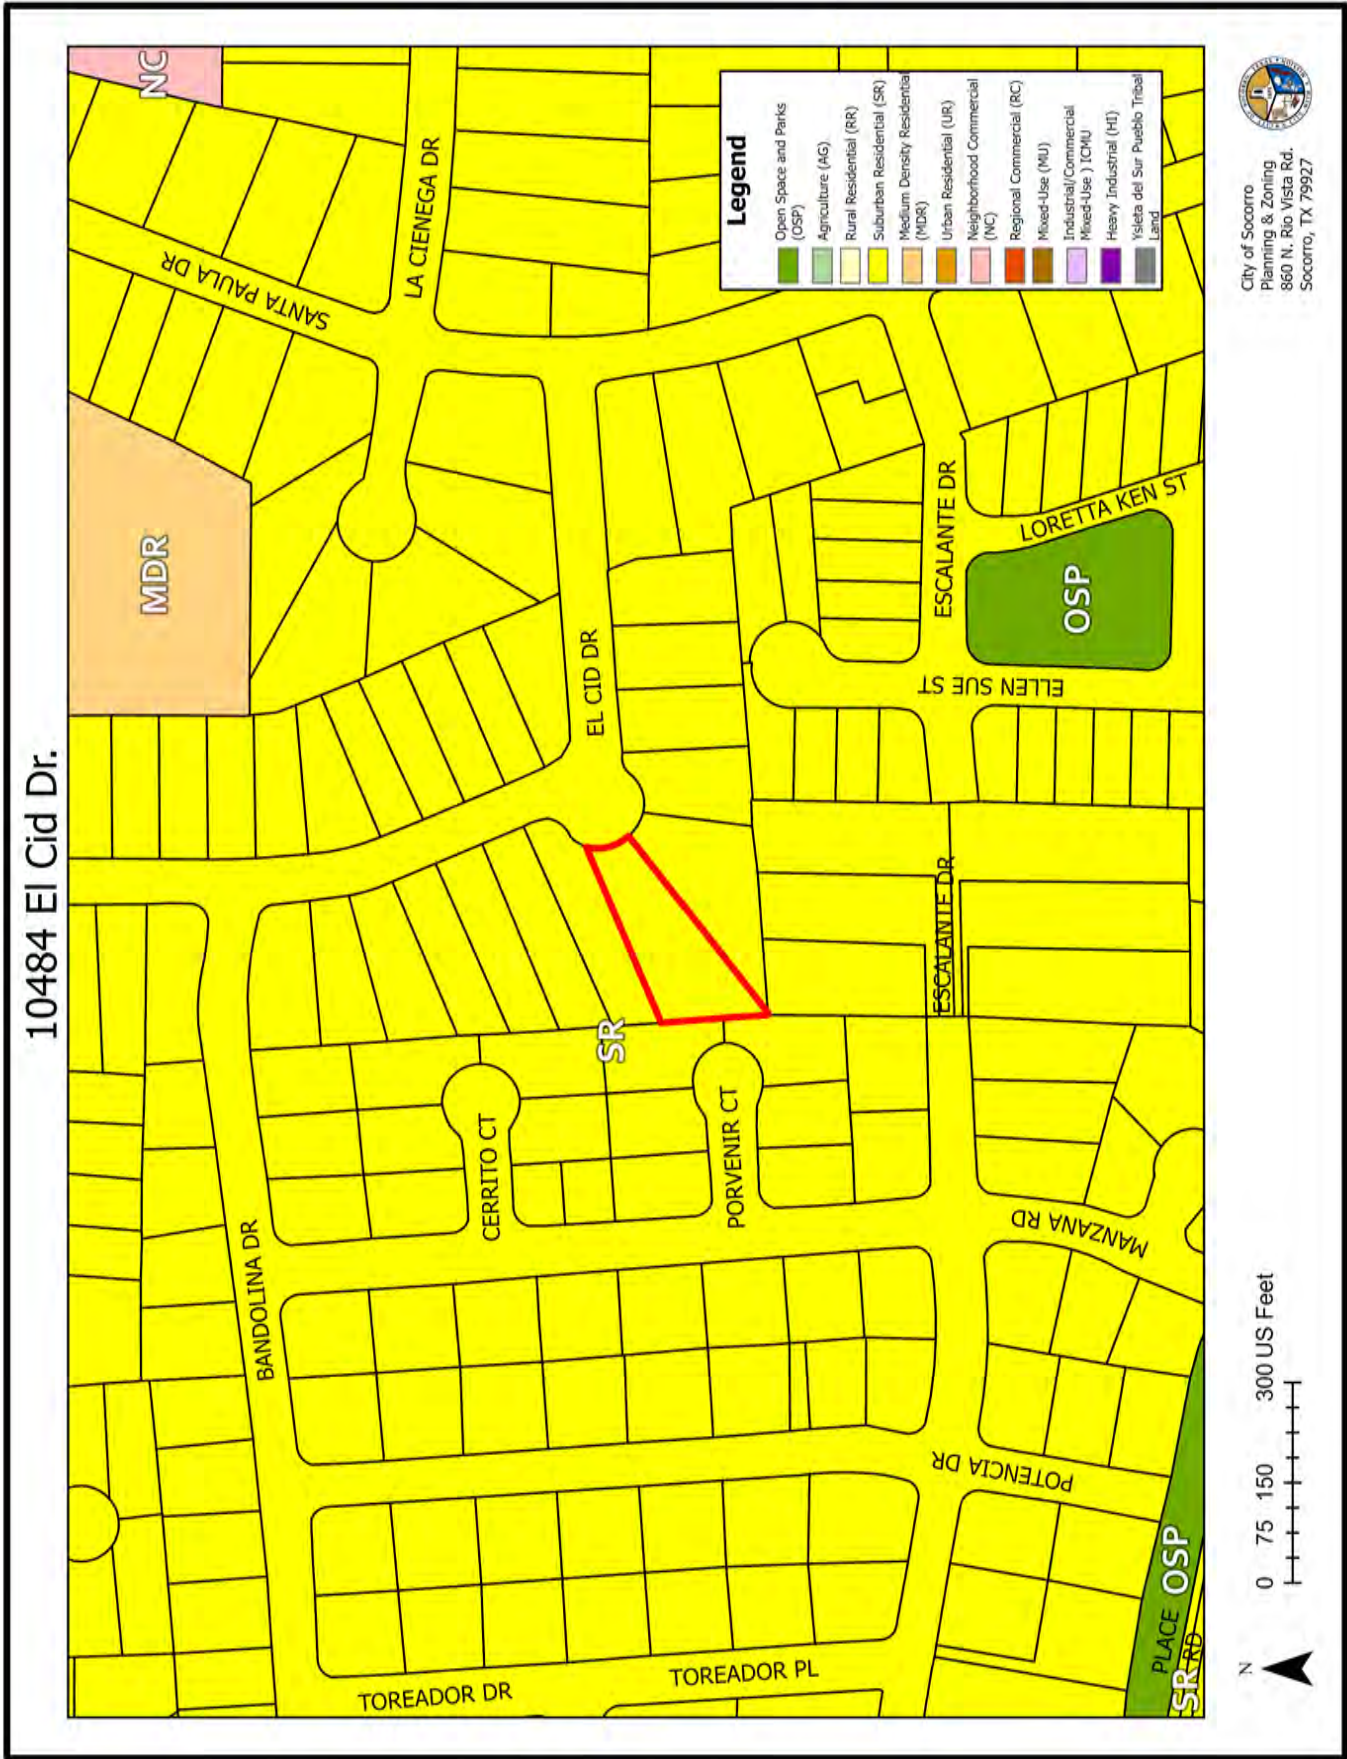 10484 El Cid Dr.
NC
MDR
SANTA PAULA DR
LA CIENEGA DR
EL CID DR
ESCALANTE DR
LORETTA KEN ST
OSP
ELLEN SUE ST
ESCALANTE DR
SR
BANDOLINA DR
CERRITO CT
PORVENIR CT
MANZANA RD
POTENCIA DR
TOREADOR DR
TOREADOR PL
PLACE
OSP
SR
RD
Legend
Open Space and Parks
(OSP)
Agriculture (AG)
Rural Residential (RR)
Suburban Residential (SR)
Medium Density Residential
(MDR)
Urban Residential (UR)
Neighborhood Commercial
(NC)
Regional Commercial (RC)
Mixed-Use (MU)
Industrial/Commercial
Mixed-Use ) ICMU
Heavy Industrial (HI)
Ysleta del Sur Pueblo Tribal
Land
N
0 75 150 300 US Feet
City of Socorro
Planning & Zoning
860 N. Rio Vista Rd.
Socorro, TX 79927